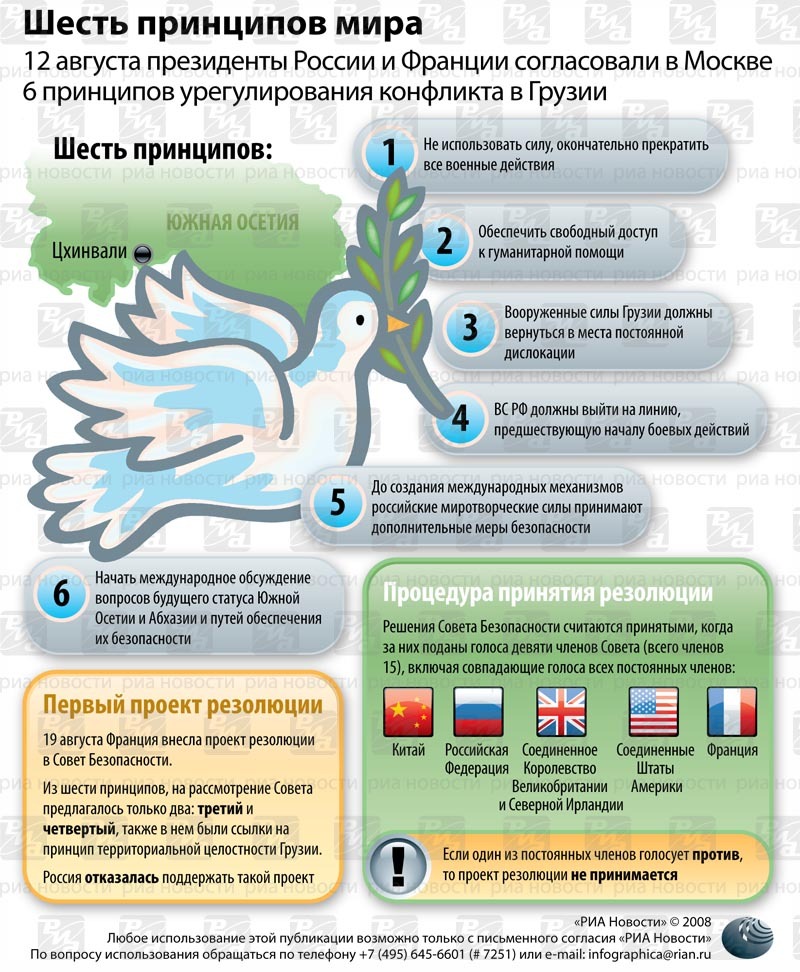 Шесть принципов мира
12 августа президенты России и Франции согласовали в Москве
6 принципов урегулирования конфликта в Грузии
Шесть принципов:
ЮЖНАЯ ОСЕТИЯ
Цхинвали
1
Не использовать силу, окончательно прекратить
все военные действия
2
Обеспечить свободный доступ
к гуманитарной помощи
3
Вооруженные силы Грузии должны
вернуться в места постоянной
дислокации
4
ВС РФ должны выйти на линию,
предшествующую началу боевых действий
5
До создания международных механизмов
российские миротворческие силы принимают
дополнительные меры безопасности
6
Начать международное обсуждение
вопросов будущего статуса Южной
Осетии и Абхазии и путей обеспечения
их безопасности
Первый проект резолюции
19 августа Франция внесла проект резолюции
в Совет Безопасности.
Из шести принципов, на рассмотрение Совета
предлагалось только два: третий и
четвертый, также в нем были ссылки на
принцип территориальной целостности Грузии.
Россия отказалась поддержать такой проект
Процедура принятия резолюции
Решения Совета Безопасности считаются принятыми, когда
за них поданы голоса девяти членов Совета (всего членов
15), включая совпадающие голоса всех постоянных членов:
Китай
Российская
Федерация
Соединенное
Королевство
Великобритании
и Северной Ирландии
Соединенные
Штаты
Америки
Франция
!
Если один из постоянных членов голосует против,
то проект резолюции не принимается
«РИА Новости» © 2008
Любое использование этой публикации возможно только с письменного согласия «РИА Новости»
По вопросу использования обращаться по телефону +7 (495) 645-6601 (# 7251) или e-mail: infographica@rian.ru
риа новости